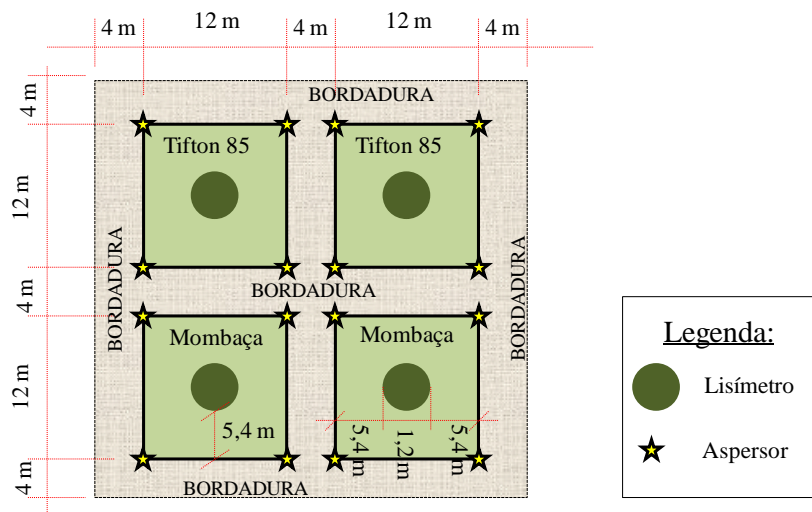 4 m 12 m 4 m 12 m 4 m
4 m
BORDADURA
Tifton 85 Tifton 85
12 m
BORDADURA
BORDADURA
4 m
BORDADURA
Mombaça Mombaça
12 m
5,4 m
5,4 m 1,2 m 5,4 m
4 m
BORDADURA
Legenda:
Lisímetro
Aspersor